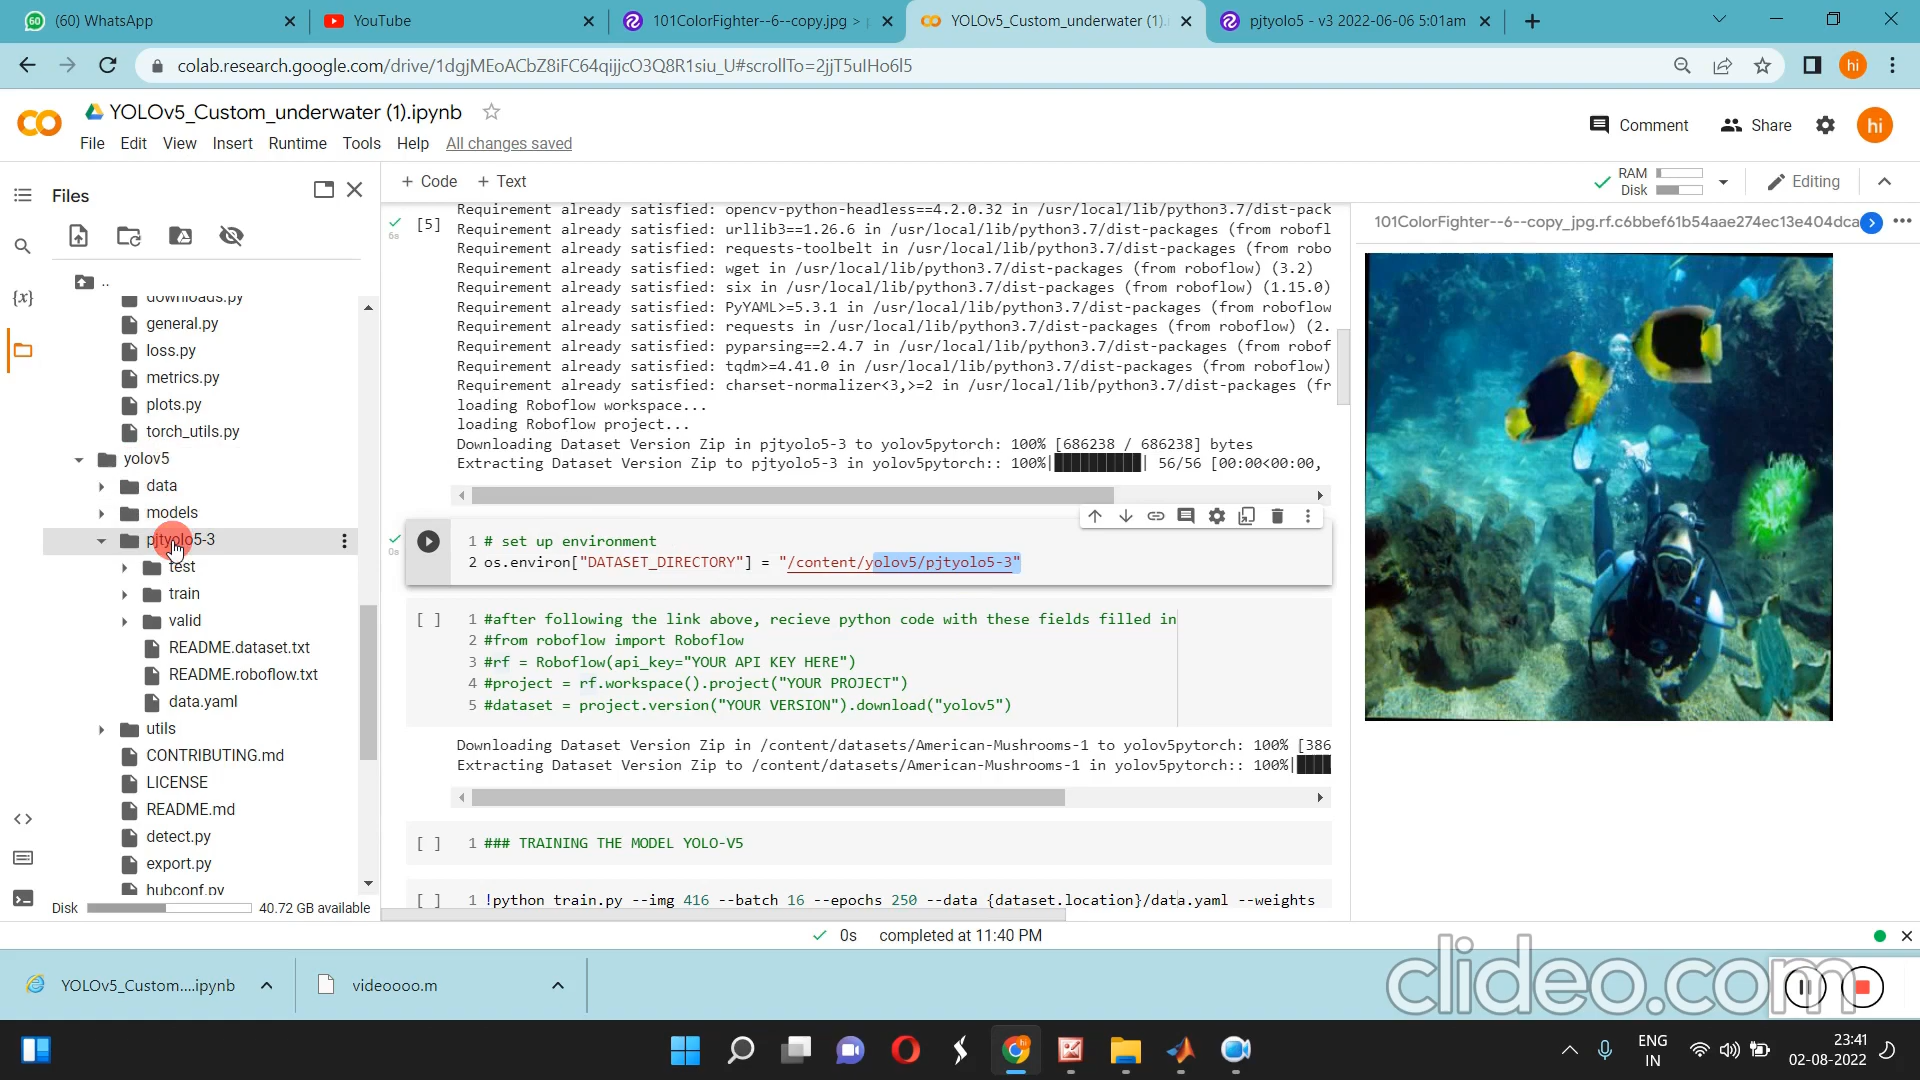 (60) WhatsApp
YouTube
101ColorFighter--6--copy.jpg >
YOLOv5_Custom_underwater (1).i
pjtyolo5 - v3 2022-06-06 5:01am
colab.research.google.com/drive/1dgjMEoACbZ8iFC64qijjcO3Q8R1siu_U#scrollTo=2jjT5uIHo6l5
hi
YOLOv5_Custom_underwater (1).ipynb
File Edit View Insert Runtime Tools Help All changes saved
Comment
Share
hi
Files
+ Code + Text
RAM
Disk
Editing
..
downloads.py
general.py
loss.py
metrics.py
plots.py
torch_utils.py
yolov5
data
models
pjtyolo5-3
test
train
valid
README.dataset.txt
README.roboflow.txt
data.yaml
utils
CONTRIBUTING.md
LICENSE
README.md
detect.py
export.py
hubconf.py
Disk 40.72 GB available
[5]
6s
Requirement already satisfied: opencv-python-headless==4.2.0.32 in /usr/local/lib/python3.7/dist-pack
Requirement already satisfied: urllib3==1.26.6 in /usr/local/lib/python3.7/dist-packages (from robofl
Requirement already satisfied: requests-toolbelt in /usr/local/lib/python3.7/dist-packages (from robo
Requirement already satisfied: wget in /usr/local/lib/python3.7/dist-packages (from roboflow) (3.2)
Requirement already satisfied: six in /usr/local/lib/python3.7/dist-packages (from roboflow) (1.15.0)
Requirement already satisfied: PyYAML>=5.3.1 in /usr/local/lib/python3.7/dist-packages (from roboflow
Requirement already satisfied: requests in /usr/local/lib/python3.7/dist-packages (from roboflow) (2.
Requirement already satisfied: pyparsing==2.4.7 in /usr/local/lib/python3.7/dist-packages (from robof
Requirement already satisfied: tqdm>=4.41.0 in /usr/local/lib/python3.7/dist-packages (from roboflow)
Requirement already satisfied: charset-normalizer<3,>=2 in /usr/local/lib/python3.7/dist-packages (fr
loading Roboflow workspace...
loading Roboflow project...
Downloading Dataset Version Zip in pjtyolo5-3 to yolov5pytorch: 100% [686238 / 686238] bytes
Extracting Dataset Version Zip to pjtyolo5-3 in yolov5pytorch:: 100%|██████████| 56/56 [00:00<00:00,
0s
1 # set up environment
2 os.environ["DATASET_DIRECTORY"] = "/content/yolov5/pjtyolo5-3"
[ ]
1 #after following the link above, recieve python code with these fields filled in
2 #from roboflow import Roboflow
3 #rf = Roboflow(api_key="YOUR API KEY HERE")
4 #project = rf.workspace().project("YOUR PROJECT")
5 #dataset = project.version("YOUR VERSION").download("yolov5")
Downloading Dataset Version Zip in /content/datasets/American-Mushrooms-1 to yolov5pytorch: 100% [386
Extracting Dataset Version Zip to /content/datasets/American-Mushrooms-1 in yolov5pytorch:: 100%|████
[ ] 1 ### TRAINING THE MODEL YOLO-V5
[ ] 1 !python train.py --img 416 --batch 16 --epochs 250 --data {dataset.location}/data.yaml --weights
101ColorFighter--6--copy_jpg.rf.c6bbef61b54aae274ec13e404dca
0s completed at 11:40 PM
YOLOv5_Custom....ipynb
videoooo.m
clideo.com
ENG
IN
23:41
02-08-2022